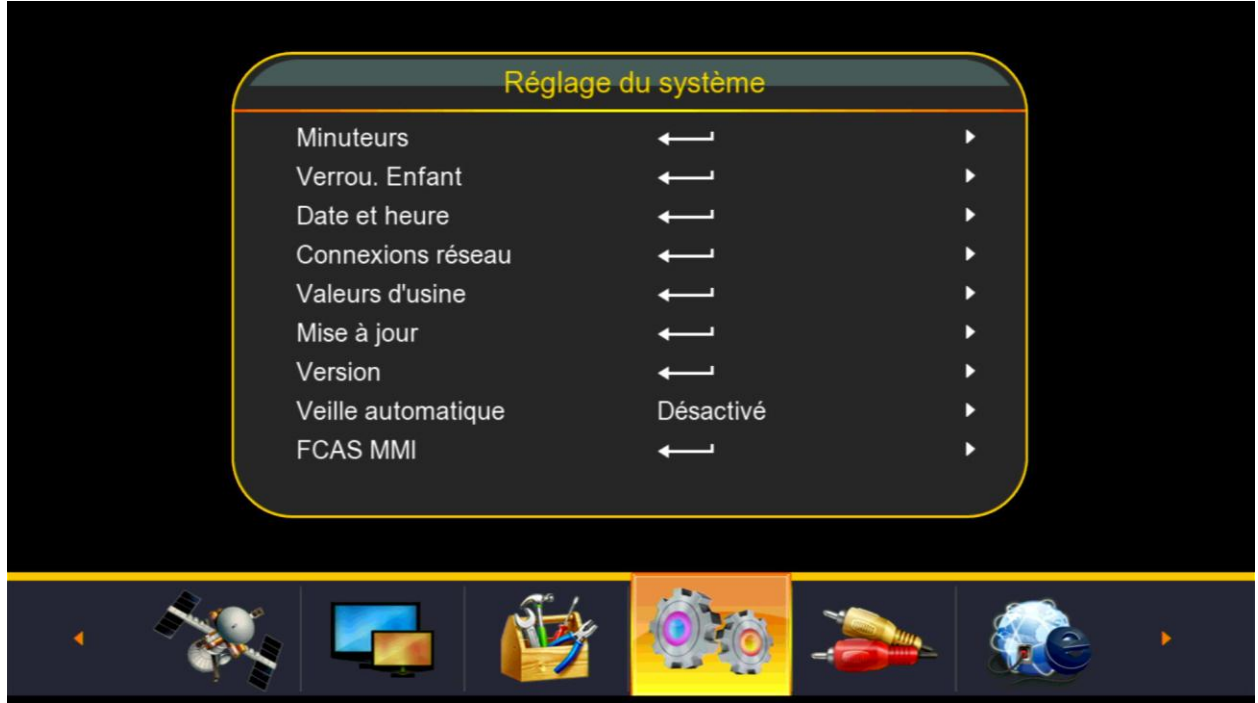 Réglage du système
Minuteurs
Verrou. Enfant
Date et heure
Connexions réseau
Valeurs d'usine
Mise à jour
Version
Veille automatique Désactivé
FCAS MMI